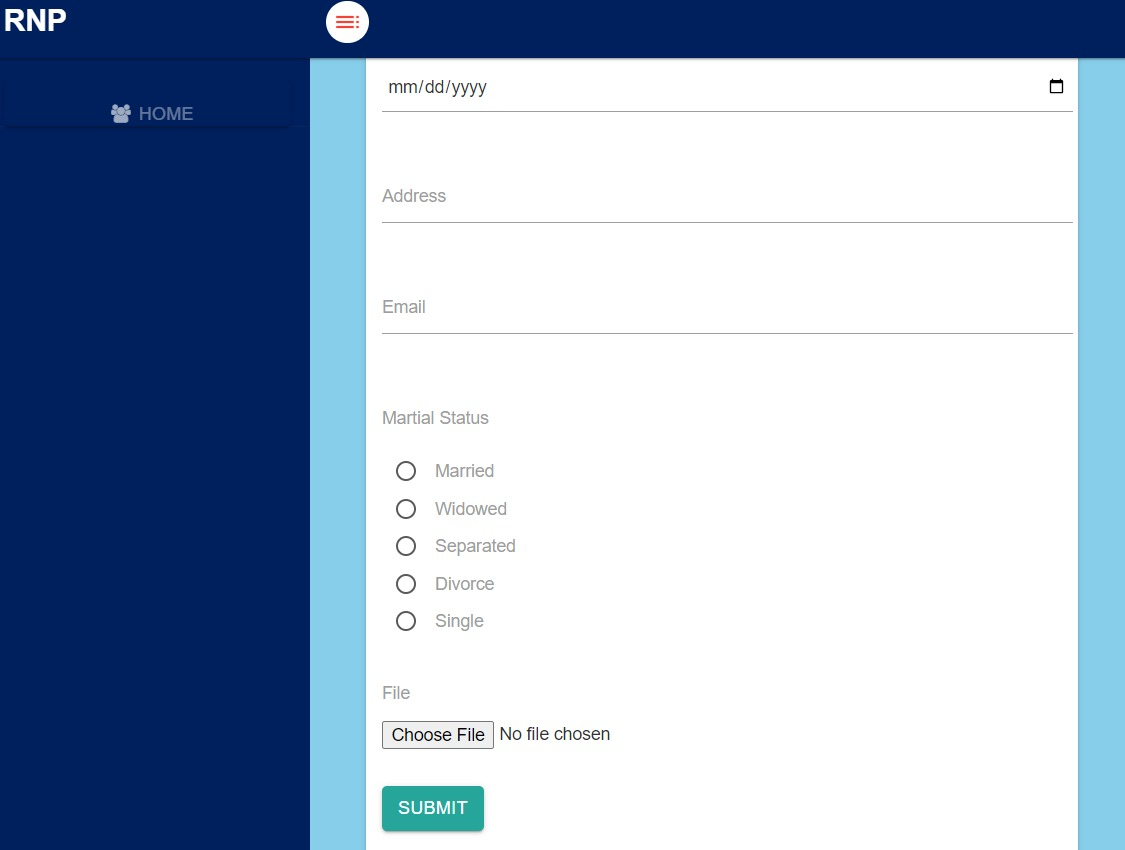 RNP
HOME
mm/dd/yyyy
Address
Email
Martial Status
Married
Widowed
Separated
Divorce
Single
File
Choose File No file chosen
SUBMIT